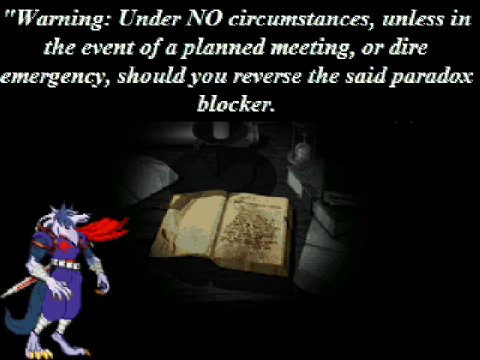 "Warning: Under NO circumstances, unless in
the event of a planned meeting, or dire
emergency, should you reverse the said paradox
blocker.